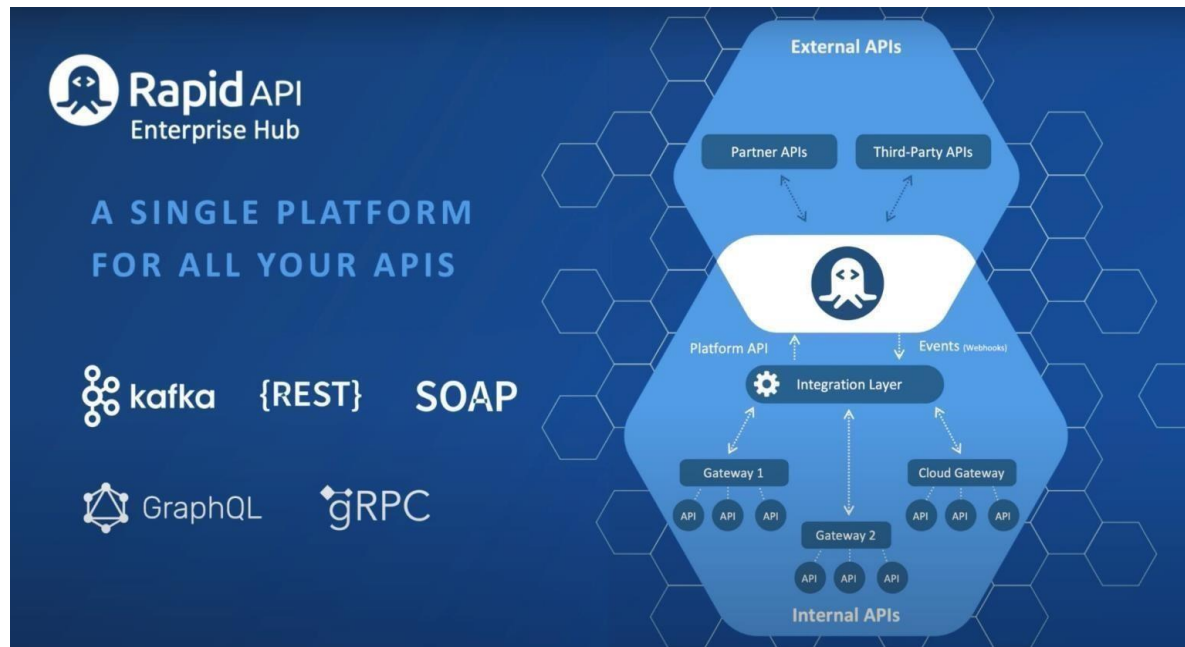 Rapid API
Enterprise Hub
A SINGLE PLATFORM
FOR ALL YOUR APIS
kafka
{REST}
SOAP
GraphQL
gRPC
External APIs
Partner APIs
Third-Party APIs
< >
Platform API
Events (Webhooks)
Integration Layer
Gateway 1
Cloud Gateway
API API API
API API API
Gateway 2
API API API
Internal APIs